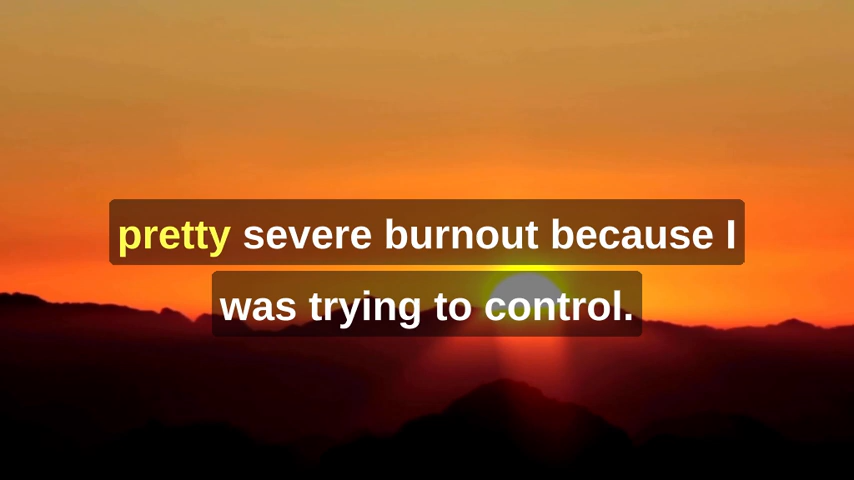 pretty severe burnout because I
was trying to control.